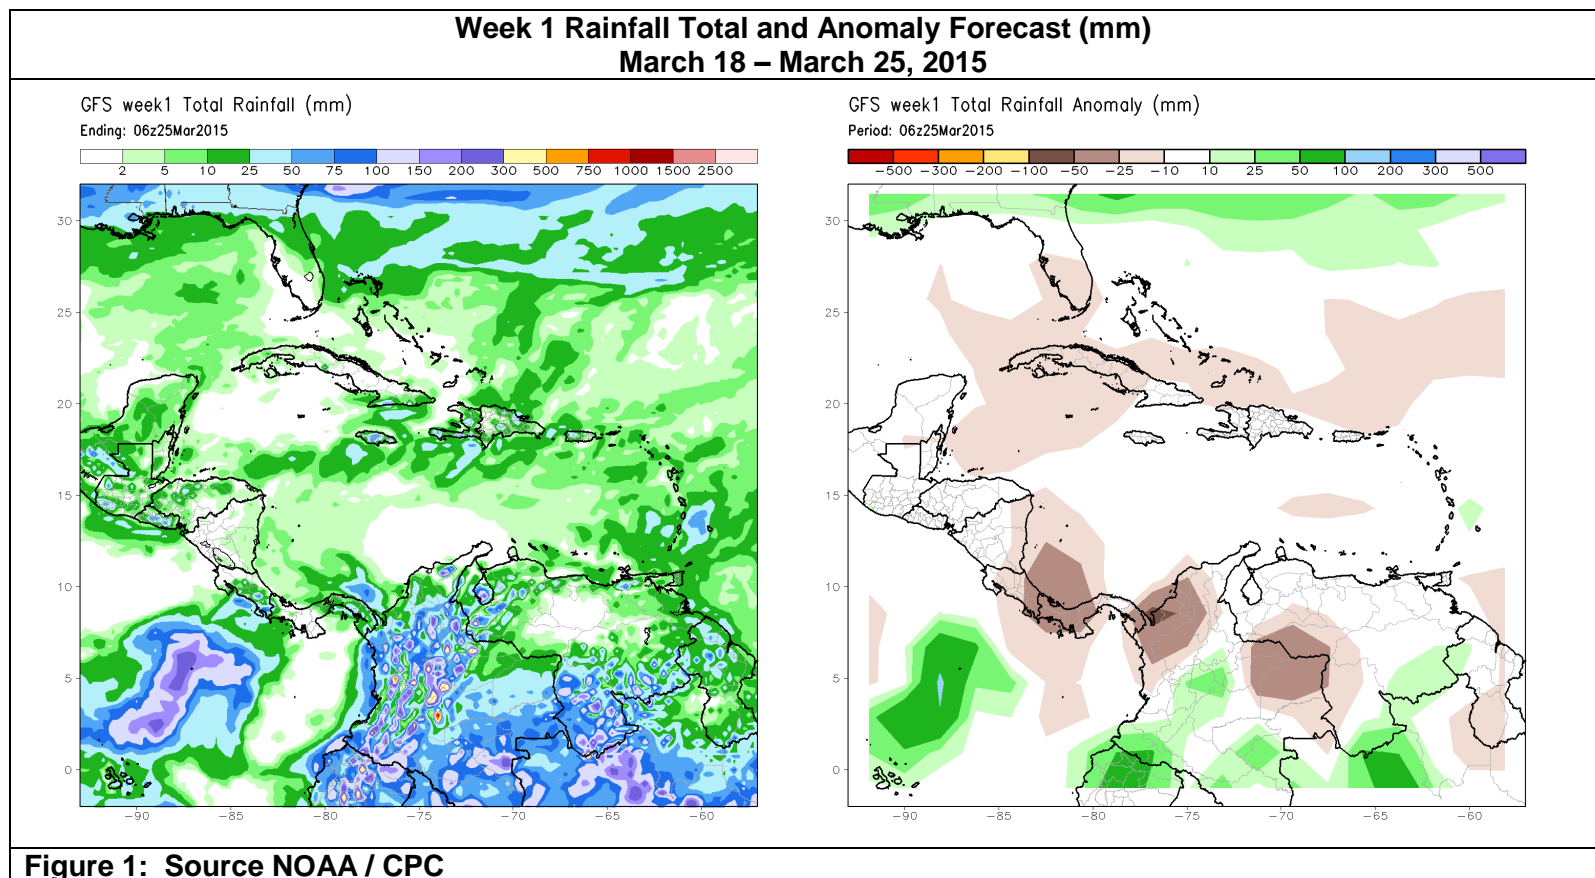 Week 1 Rainfall Total and Anomaly Forecast (mm)
March 18 – March 25, 2015
GFS week1 Total Rainfall (mm)
Ending: 06z25Mar2015
2 5 10 25 50 75 100 150 200 300 500 750 1000 1500 2500
30
25
20
15
10
5
0
-90 -85 -80 -75 -70 -65 -60
GFS week1 Total Rainfall Anomaly (mm)
Period: 06z25Mar2015
-500 -300 -200 -100 -50 -25 -10 10 25 50 100 200 300 500
30
25
20
15
10
5
0
-90 -85 -80 -75 -70 -65 -60
Figure 1: Source NOAA / CPC